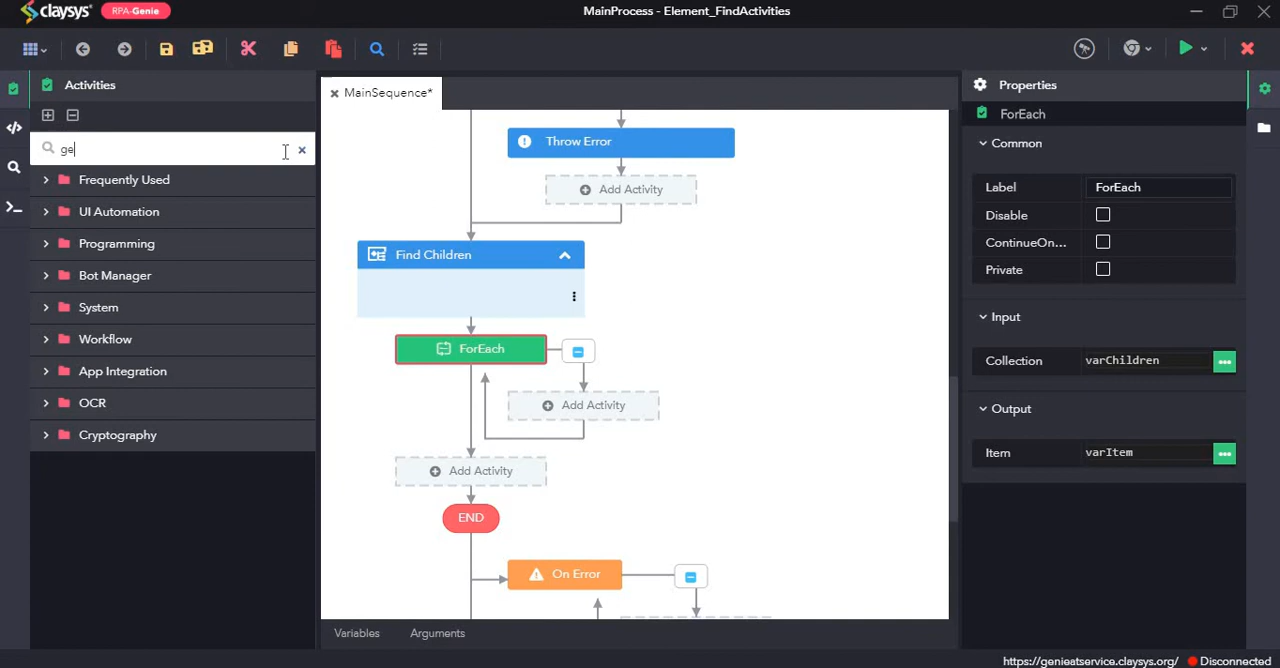 claysys
RPA-Genie
MainProcess - Element_FindActivities
Activities
ge
Frequently Used
UI Automation
Programming
Bot Manager
System
Workflow
App Integration
OCR
Cryptography
MainSequence*
Throw Error
Add Activity
Find Children
ForEach
Add Activity
Add Activity
END
On Error
Variables
Arguments
Properties
ForEach
Common
Label ForEach
Disable
ContinueOn...
Private
Input
Collection varChildren
Output
Item varItem
https://genieatservice.claysys.org/ Disconnected